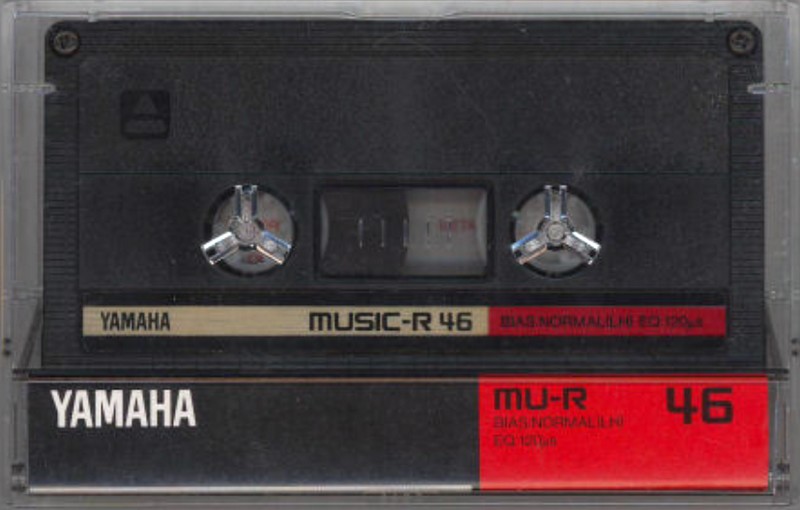 YAMAHA MUSIC-R 46 BIAS:NORMAL(LH) EQ:120μs
YAMAHA MU-R 46
BIAS:NORMAL(LH)
EQ:120μs